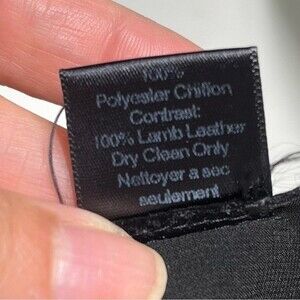 100%
Polyester Chiffon
Contrast:
100% Lamb Leather
Dry Clean Only
Nettoyer a sec
seulement